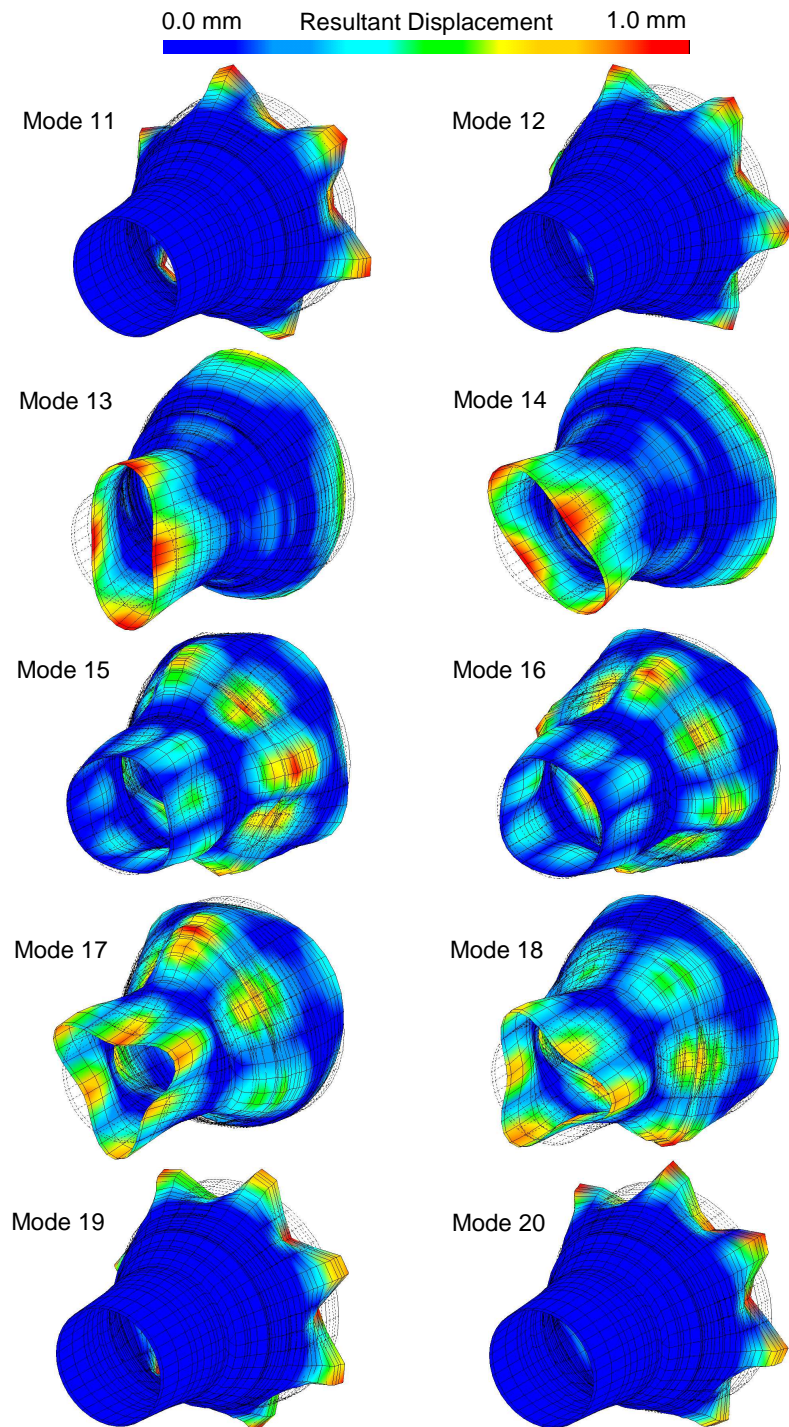 0.0 mm Resultant Displacement 1.0 mm
Mode 11
Mode 12
Mode 13
Mode 14
Mode 15
Mode 16
Mode 17
Mode 18
Mode 19
Mode 20